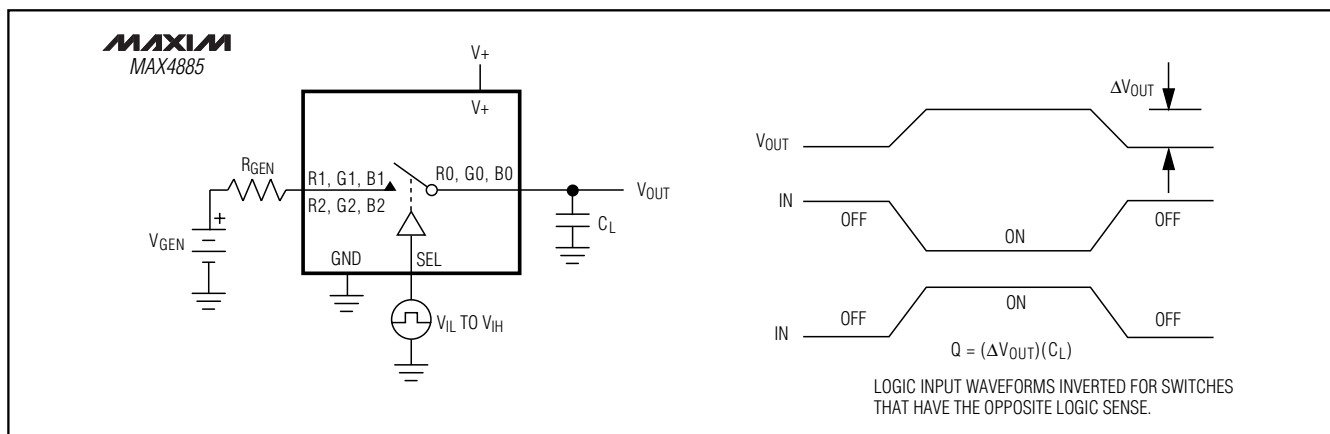 MAXIM
MAX4885
V+
V+
RGEN
R1, G1, B1
R2, G2, B2
R0, G0, B0
VOUT
CL
VGEN
+
GND
SEL
VIL TO VIH
ΔVOUT
VOUT
IN
OFF
ON
OFF
IN
OFF
ON
OFF
Q = (ΔVOUT)(CL)
LOGIC INPUT WAVEFORMS INVERTED FOR SWITCHES
THAT HAVE THE OPPOSITE LOGIC SENSE.